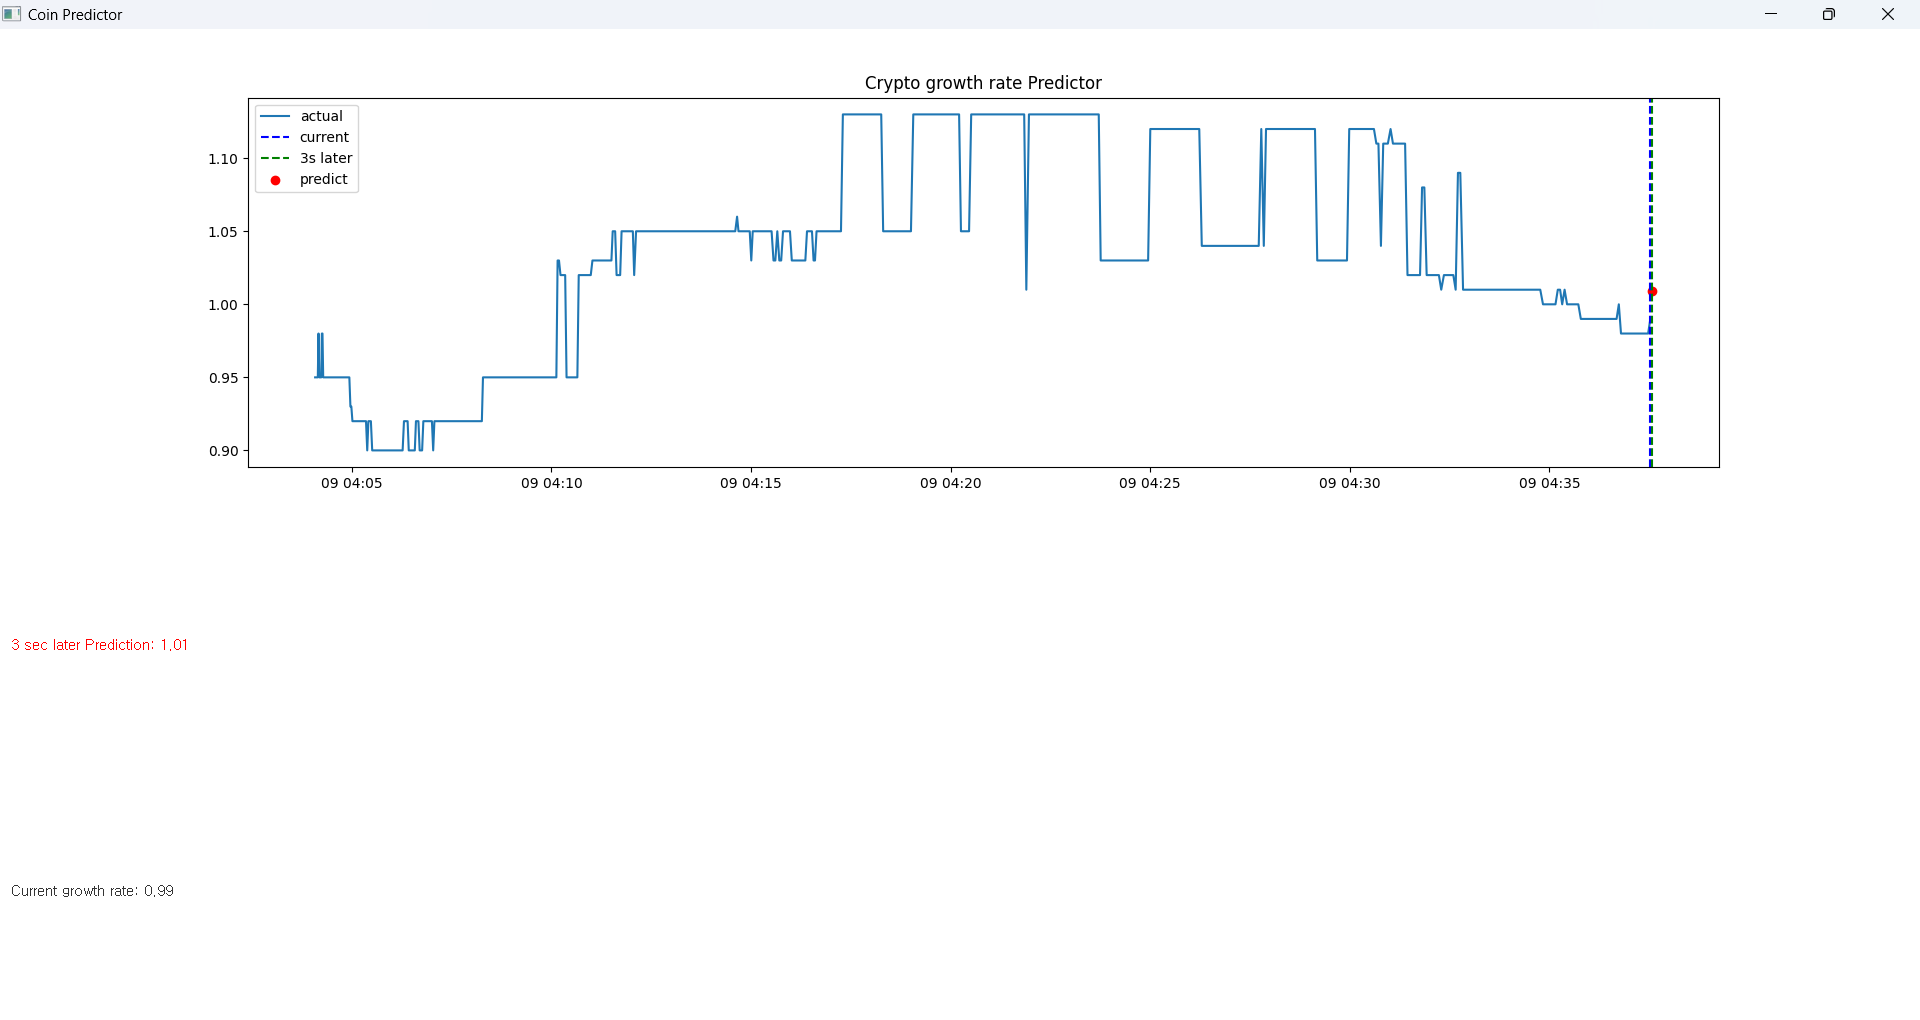 Coin Predictor
Crypto growth rate Predictor
actual
current
3s later
predict
1.10
1.05
1.00
0.95
0.90
09 04:05 09 04:10 09 04:15 09 04:20 09 04:25 09 04:30 09 04:35
3 sec later Prediction: 1.01
Current growth rate: 0.99